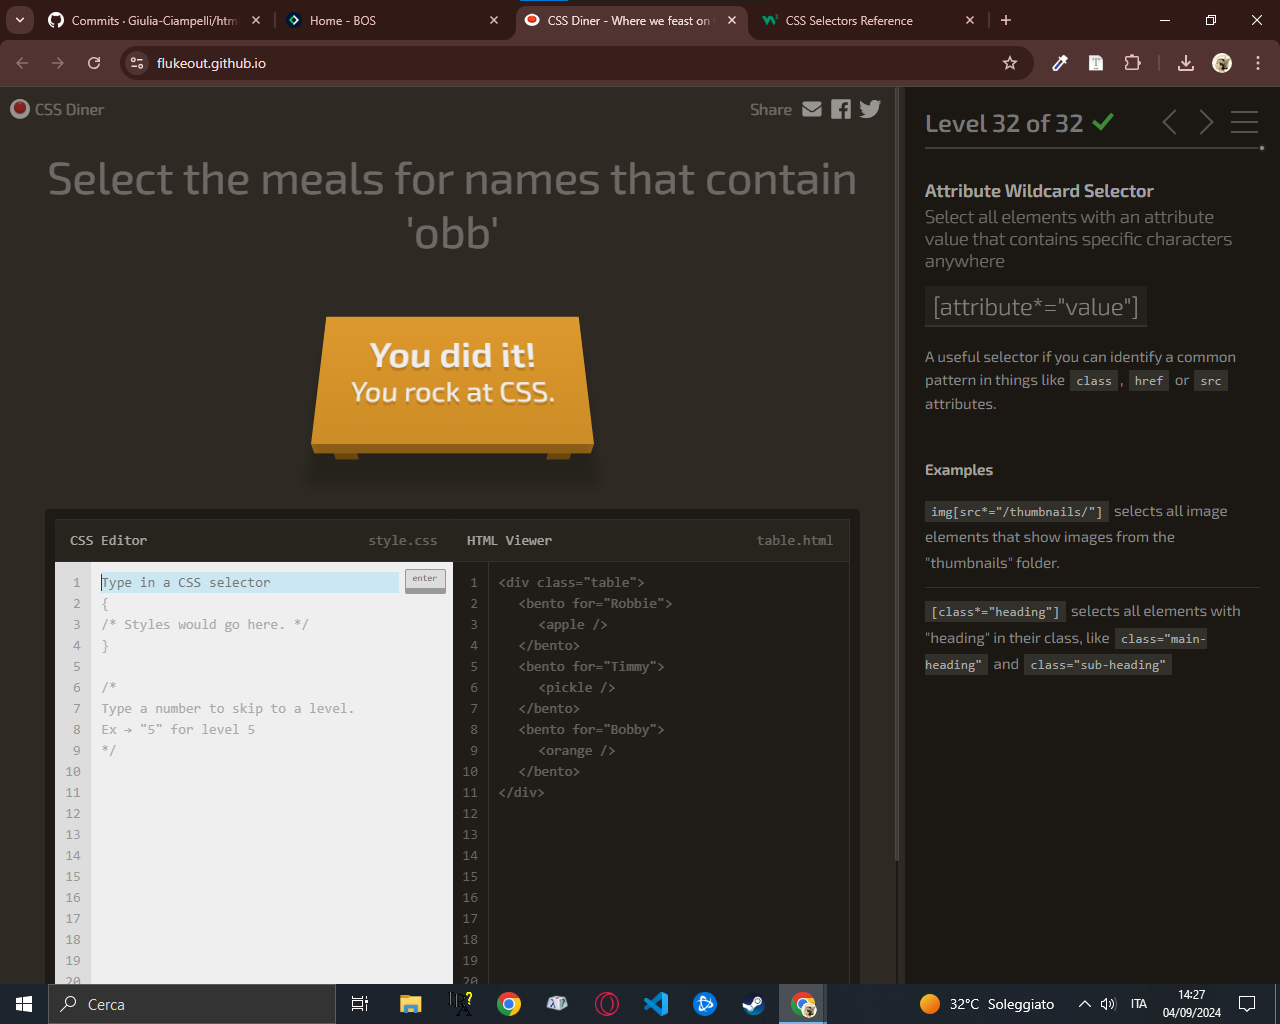 Commits · Giulia-Ciampelli/html
Home - BOS
CSS Diner - Where we feast on
CSS Selectors Reference
flukeout.github.io
CSS Diner
Share
Select the meals for names that contain
'obb'
You did it!
You rock at CSS.
CSS Editor
style.css
HTML Viewer
table.html
1 Type in a CSS selector
enter
2 {
3 /* Styles would go here. */
4 }
5
6 /*
7 Type a number to skip to a level.
8 Ex → "5" for level 5
9 */
10
11
12
13
14
15
16
17
18
19
20
1 <div class="table">
2 <bento for="Robbie">
3 <apple />
4 </bento>
5 <bento for="Timmy">
6 <pickle />
7 </bento>
8 <bento for="Bobby">
9 <orange />
10 </bento>
11 </div>
12
13
14
15
16
17
18
19
20
Level 32 of 32
Attribute Wildcard Selector
Select all elements with an attribute
value that contains specific characters
anywhere
[attribute*="value"]
A useful selector if you can identify a common
pattern in things like class , href or src
attributes.
Examples
img[src*="/thumbnails/"] selects all image
elements that show images from the
"thumbnails" folder.
[class*="heading"] selects all elements with
"heading" in their class, like class="main-
heading" and class="sub-heading"
Cerca
32°C Soleggiato
ITA
14:27
04/09/2024